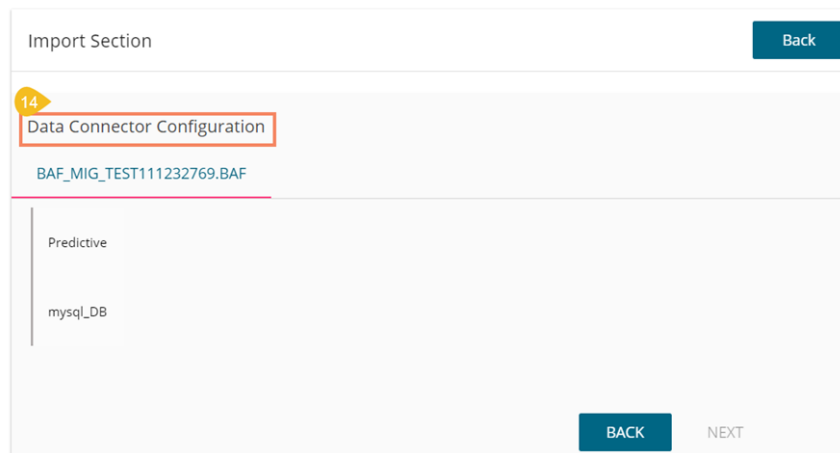 Import Section
Back
14
Data Connector Configuration
BAF_MIG_TEST111232769.BAF
Predictive
mysql_DB
BACK
NEXT